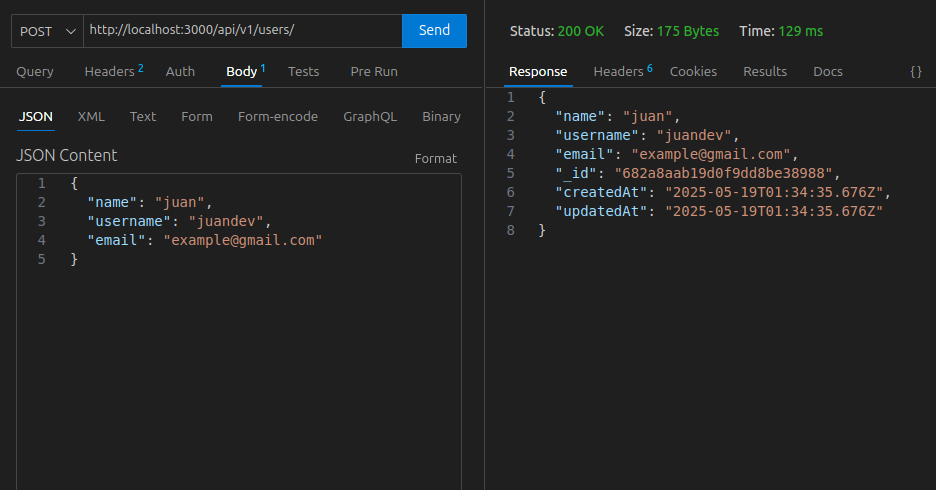 POST http://localhost:3000/api/v1/users/ Send
Query Headers 2 Auth Body 1 Tests Pre Run
JSON XML Text Form Form-encode GraphQL Binary
JSON Content Format
1 {
2 "name": "juan",
3 "username": "juandev",
4 "email": "example@gmail.com"
5 }
Status: 200 OK Size: 175 Bytes Time: 129 ms
Response Headers 6 Cookies Results Docs {}
1 {
2 "name": "juan",
3 "username": "juandev",
4 "email": "example@gmail.com",
5 "_id": "682a8aab19d0f9dd8be38988",
6 "createdAt": "2025-05-19T01:34:35.676Z",
7 "updatedAt": "2025-05-19T01:34:35.676Z"
8 }